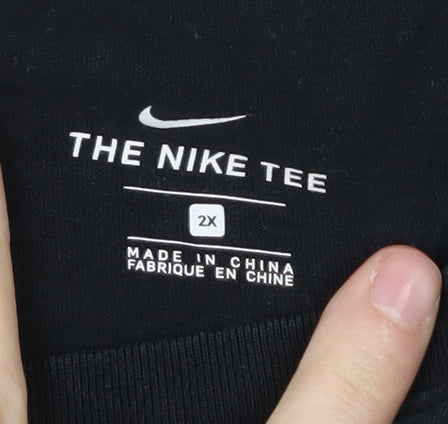 THE NIKE TEE
2X
MADE IN CHINA
FABRIQUE EN CHINE